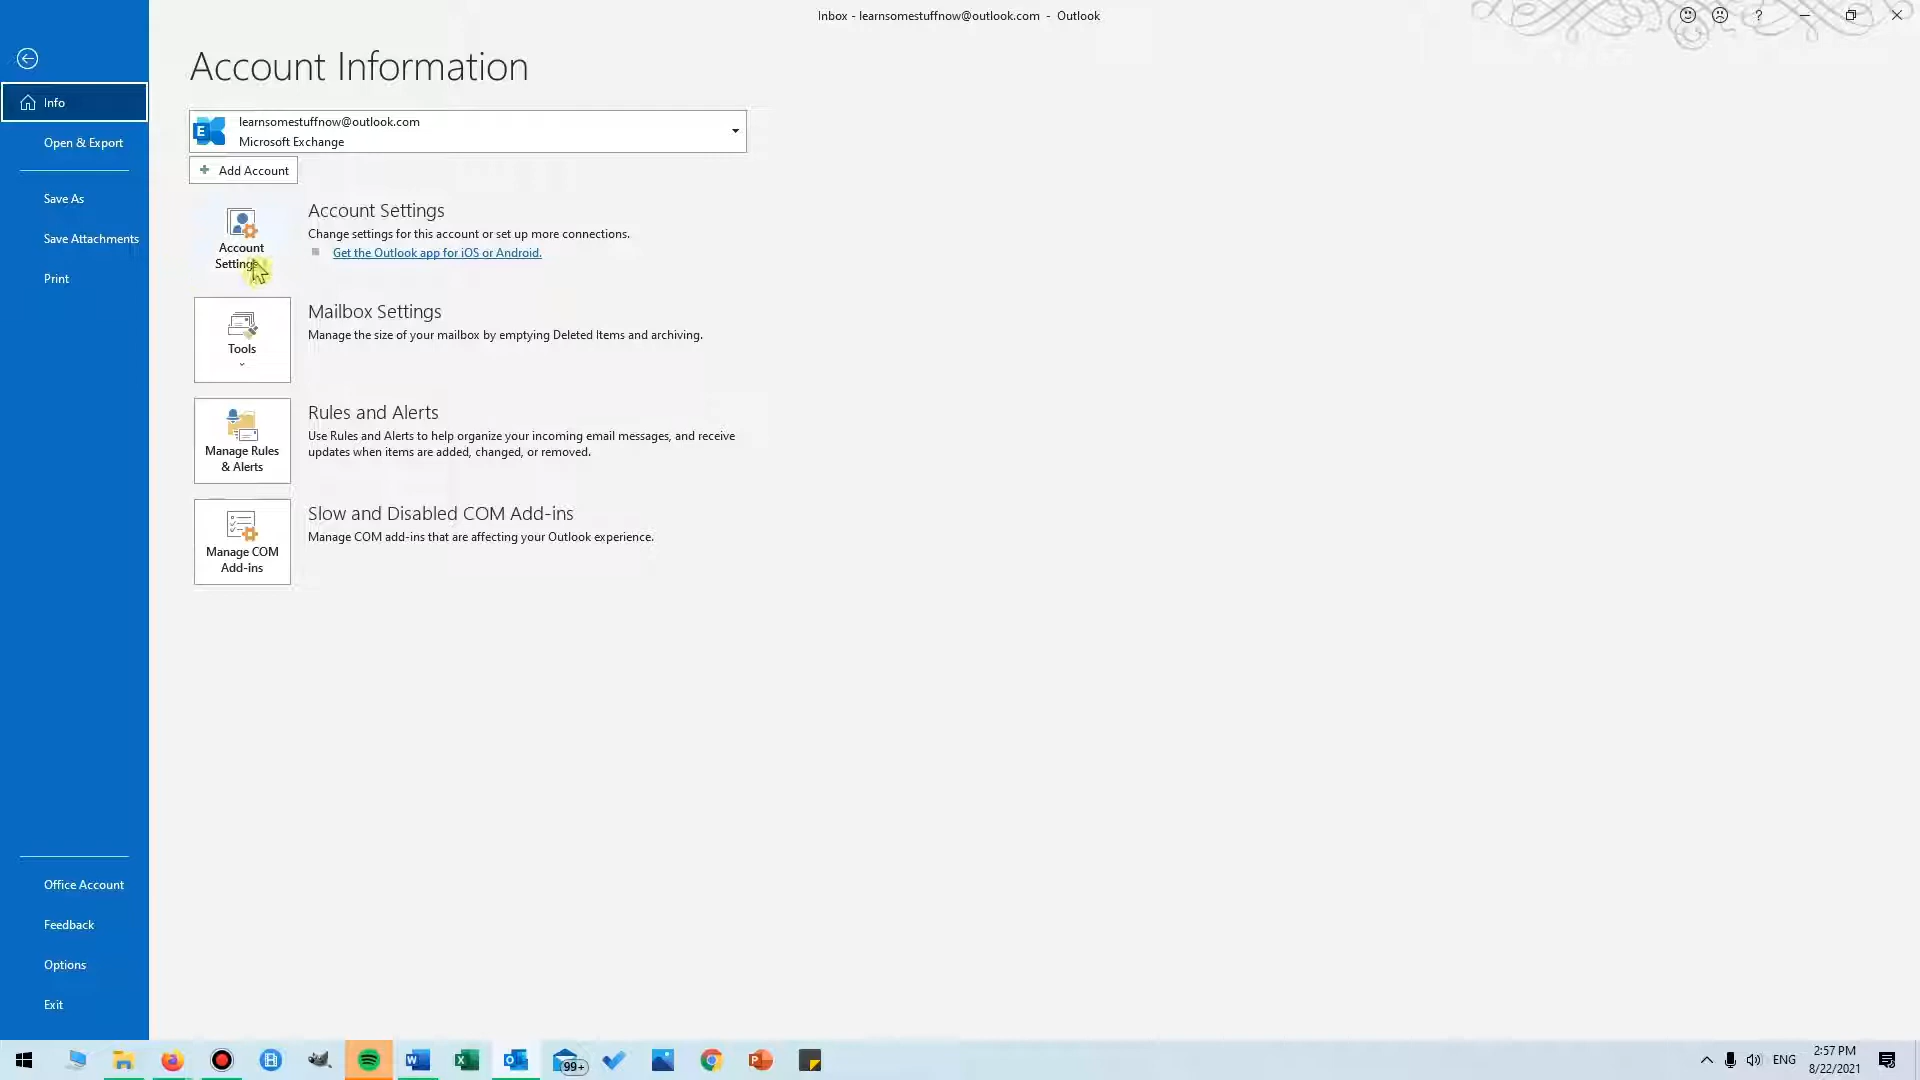 Inbox - learnsomestuffnow@outlook.com - Outlook
?
Account Information
Info
learnsomestuffnow@outlook.com
E
Microsoft Exchange
Open & Export
Add Account
Save As
Account Settings
Change settings for this account or set up more connections.
Account
Settings
Get the Outlook app for iOS or Android.
Save Attachments
Print
Mailbox Settings
Manage the size of your mailbox by emptying Deleted Items and archiving.
Tools
Rules and Alerts
Use Rules and Alerts to help organize your incoming email messages, and receive
updates when items are added, changed, or removed.
Manage Rules
& Alerts
Slow and Disabled COM Add-ins
Manage COM add-ins that are affecting your Outlook experience.
Manage COM
Add-ins
Office Account
Feedback
Options
Exit
99+
ENG
2:57 PM
8/22/2021